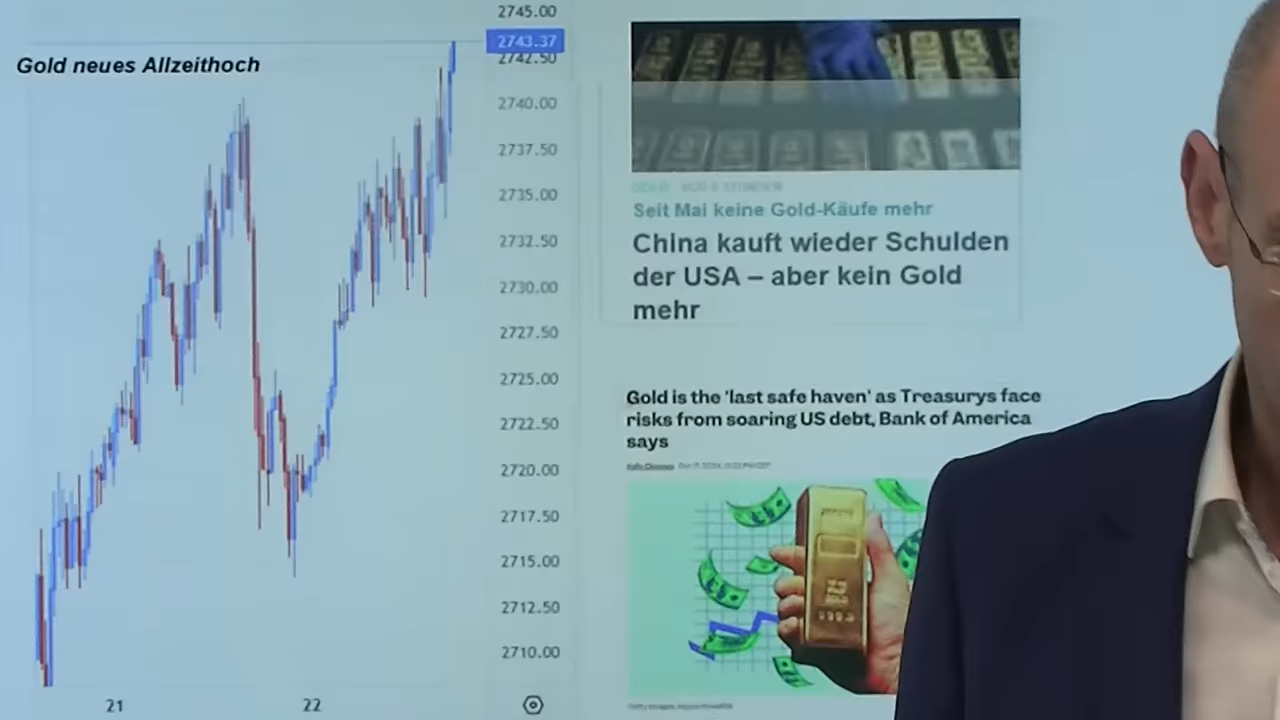 Gold neues Allzeithoch
2745.00
2743.37
2742.50
2740.00
2737.50
2735.00
2732.50
2730.00
2727.50
2725.00
2722.50
2720.00
2717.50
2715.00
2712.50
2710.00
21
22
Seit Mai keine Gold-Käufe mehr
China kauft wieder Schulden
der USA – aber kein Gold
mehr
Gold is the 'last safe haven' as Treasurys face
risks from soaring US debt, Bank of America
says